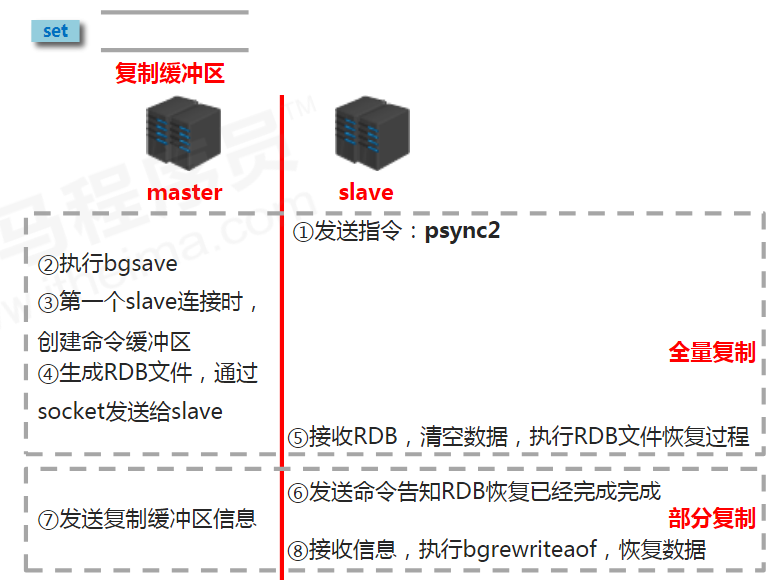 set
复制缓冲区
master
slave
①发送指令：psync2
②执行bgsave
③第一个slave连接时，
创建命令缓冲区
④生成RDB文件，通过
socket发送给slave
全量复制
⑤接收RDB，清空数据，执行RDB文件恢复过程
⑥发送命令告知RDB恢复已经完成完成
⑦发送复制缓冲区信息
部分复制
⑧接收信息，执行bgrewriteaof，恢复数据